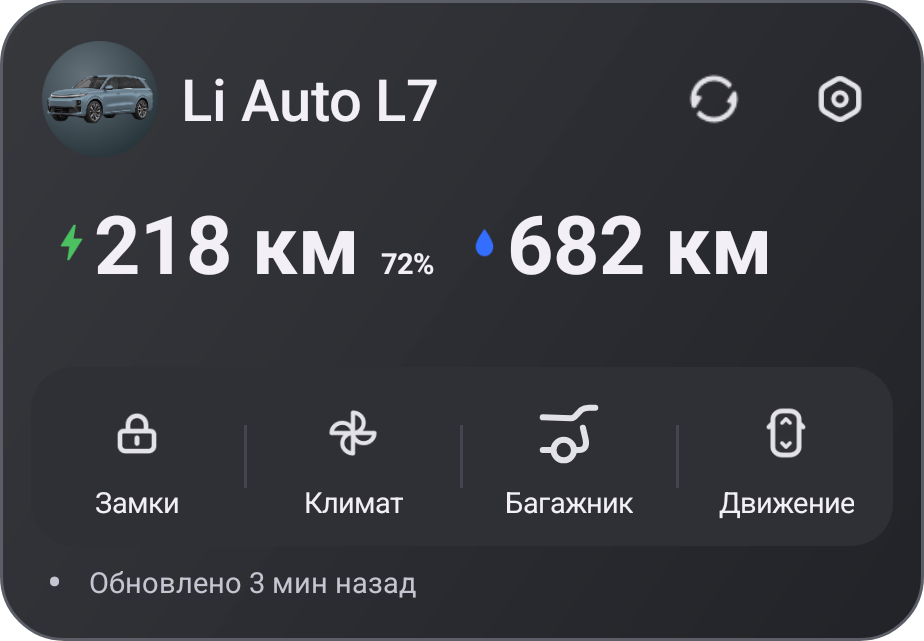 Li Auto L7
218 км 72% 682 км
Замки Климат Багажник Движение
• Обновлено 3 мин назад